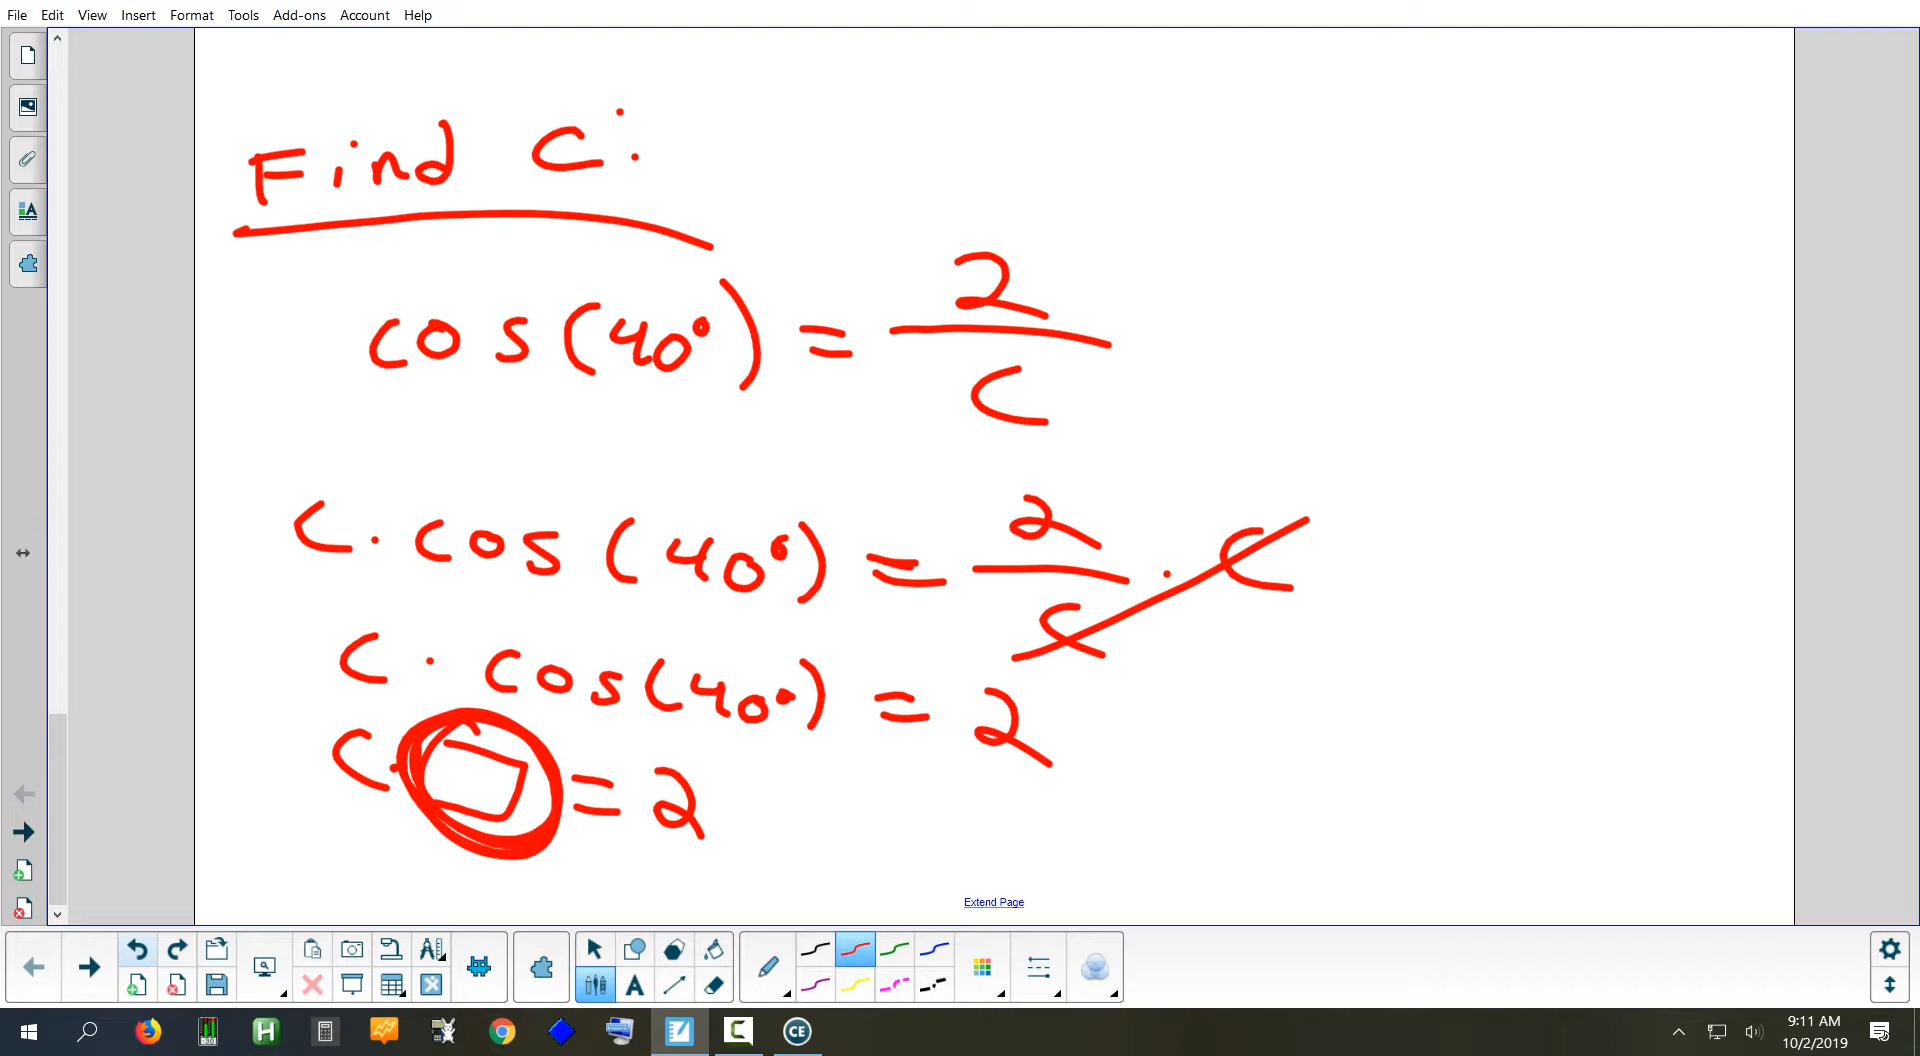 File Edit View Insert Format Tools Add-ons Account Help
Find C:
cos(40°) = 2/C
C · cos(40°) = 2/C · C
C · cos(40°) = 2
C · □ = 2
Extend Page
A
A
H
CE
9:11 AM
10/2/2019